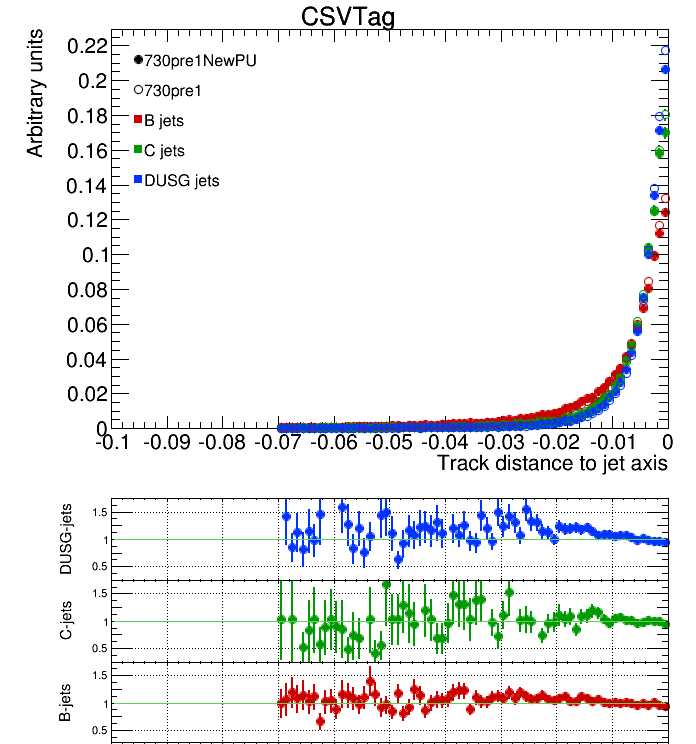 CSVTag
Arbitrary units
730pre1NewPU
730pre1
B jets
C jets
DUSG jets
0.22
0.2
0.18
0.16
0.14
0.12
0.1
0.08
0.06
0.04
0.02
0
-0.1 -0.09 -0.08 -0.07 -0.06 -0.05 -0.04 -0.03 -0.02 -0.01 0
Track distance to jet axis
DUSG-jets
1.5
1
0.5
C-jets
1.5
1
0.5
B-jets
1.5
1
0.5